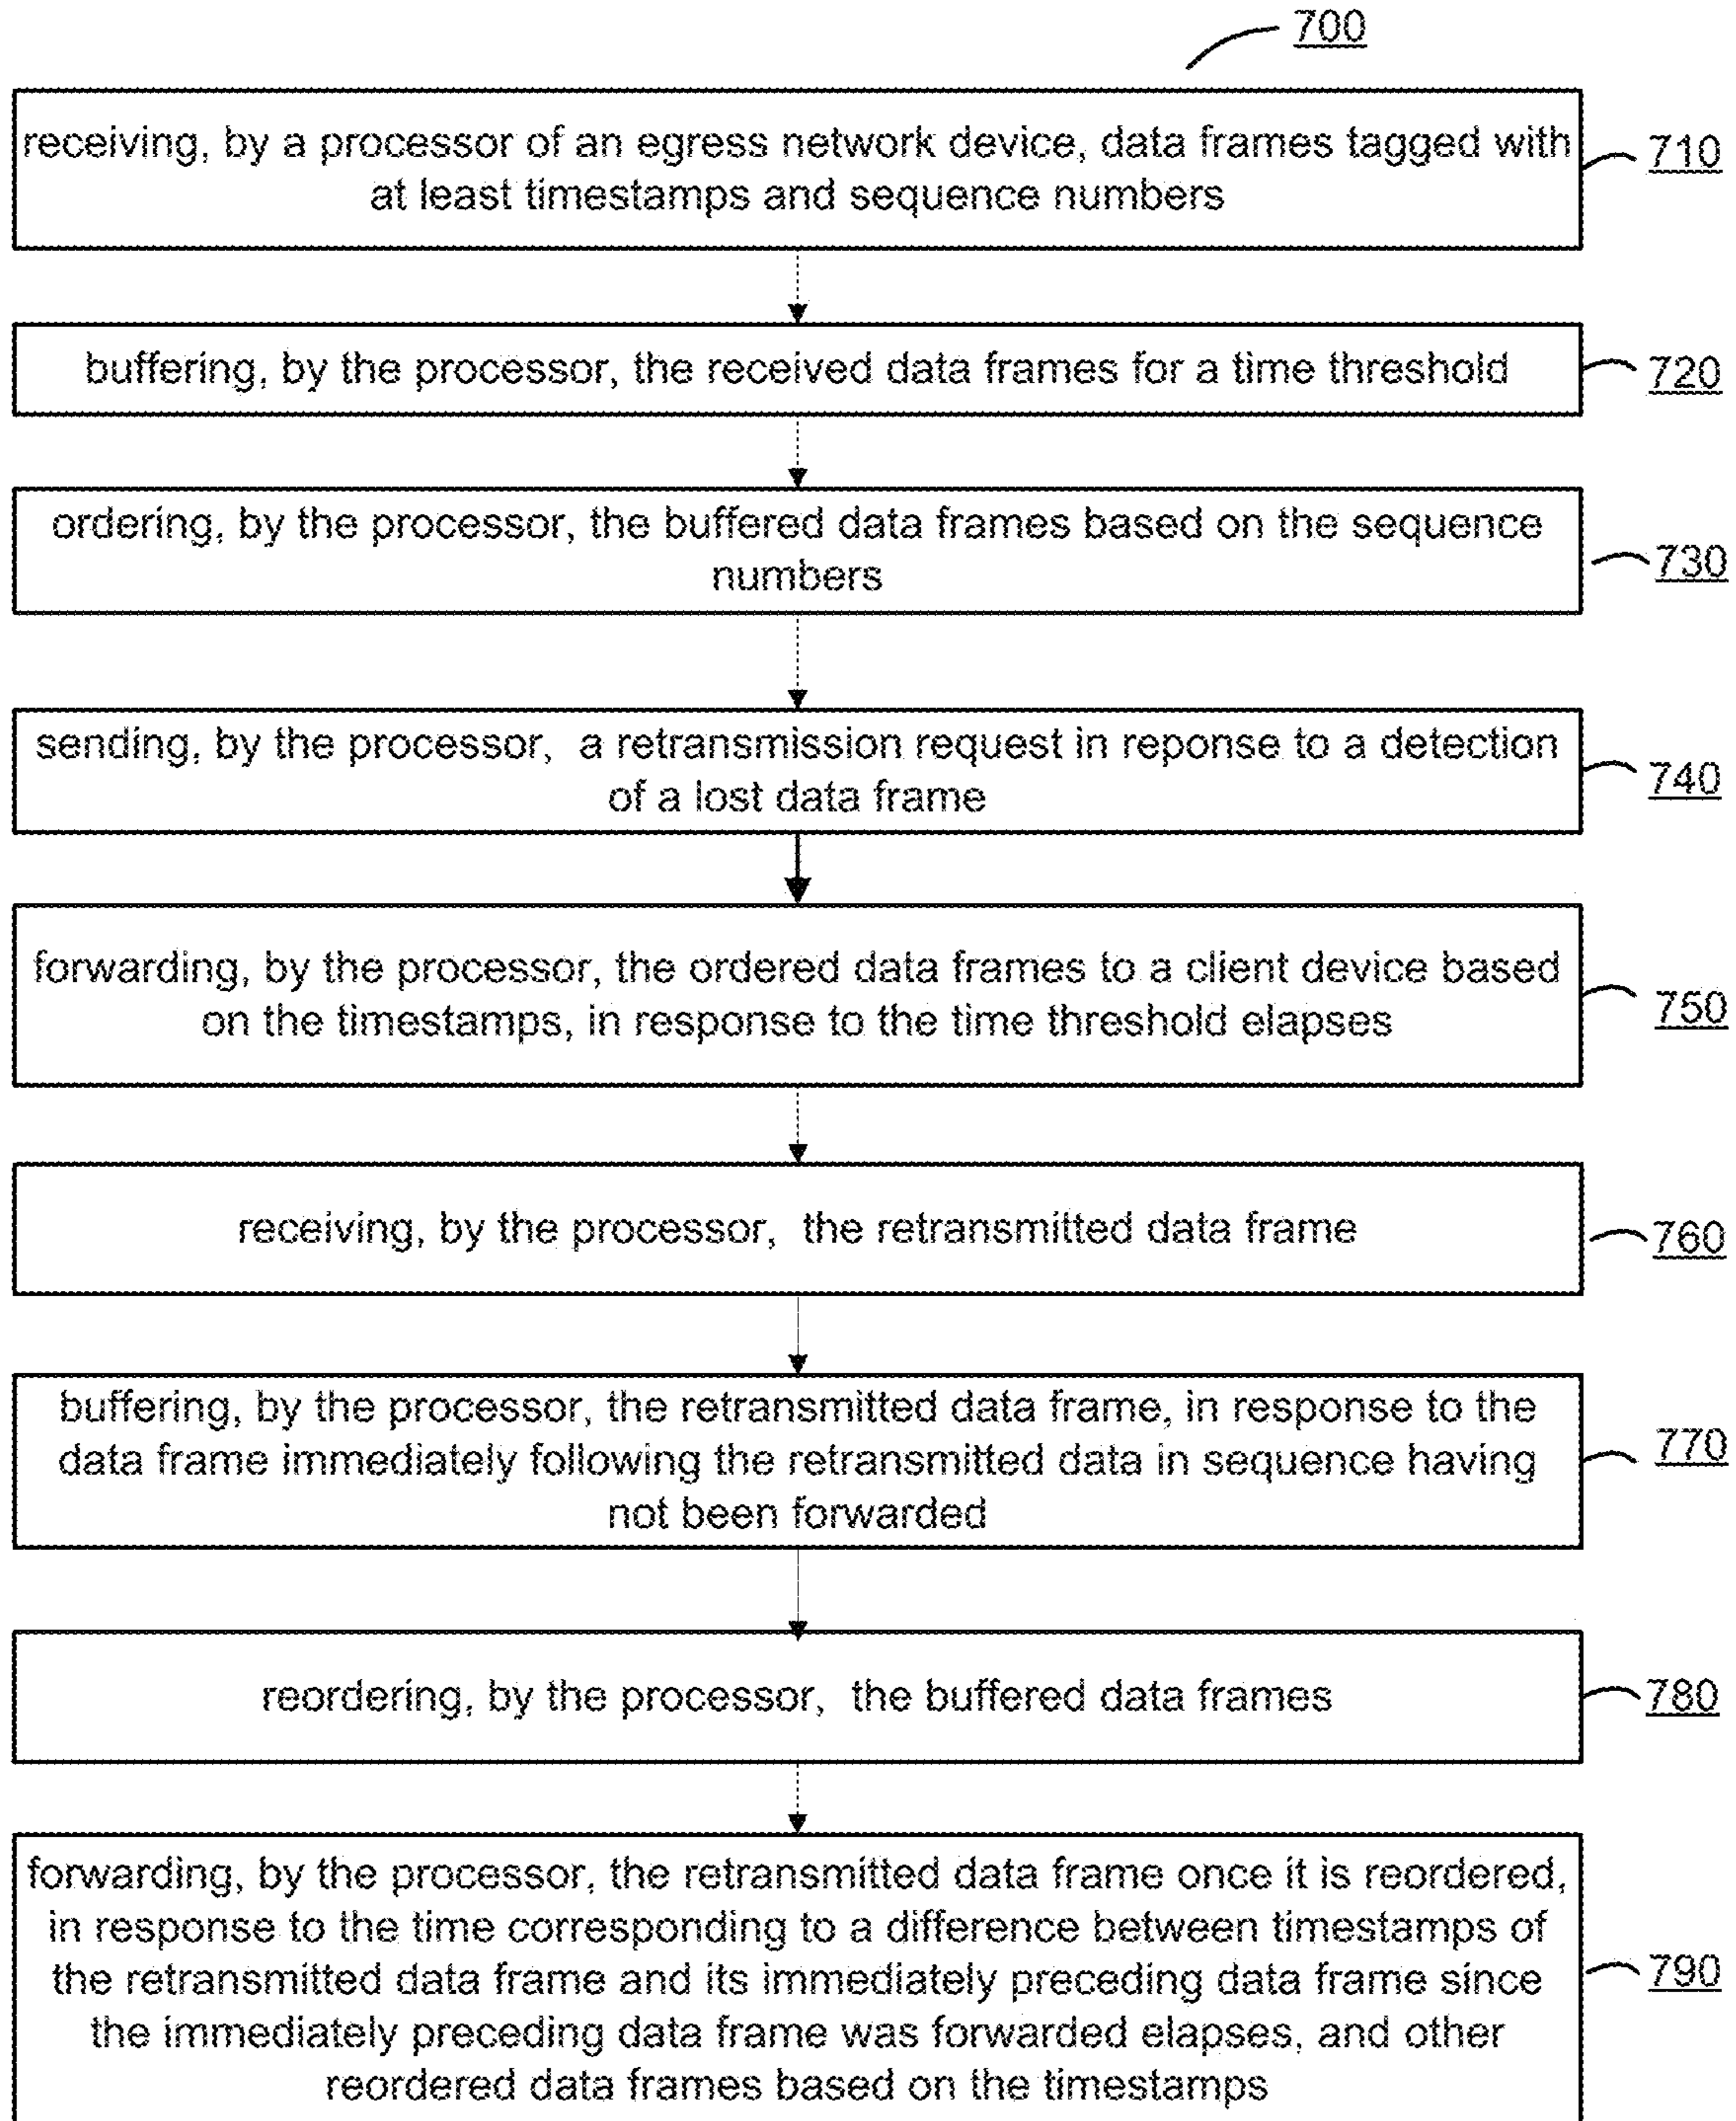 700
receiving, by a processor of an egress network device, data frames tagged with
at least timestamps and sequence numbers
710
buffering, by the processor, the received data frames for a time threshold
720
ordering, by the processor, the buffered data frames based on the sequence
numbers
730
sending, by the processor, a retransmission request in reponse to a detection
of a lost data frame
740
forwarding, by the processor, the ordered data frames to a client device based
on the timestamps, in response to the time threshold elapses
750
receiving, by the processor, the retransmitted data frame
760
buffering, by the processor, the retransmitted data frame, in response to the
data frame immediately following the retransmitted data in sequence having
not been forwarded
770
reordering, by the processor, the buffered data frames
780
forwarding, by the processor, the retransmitted data frame once it is reordered,
in response to the time corresponding to a difference between timestamps of
the retransmitted data frame and its immediately preceding data frame since
the immediately preceding data frame was forwarded elapses, and other
reordered data frames based on the timestamps
790